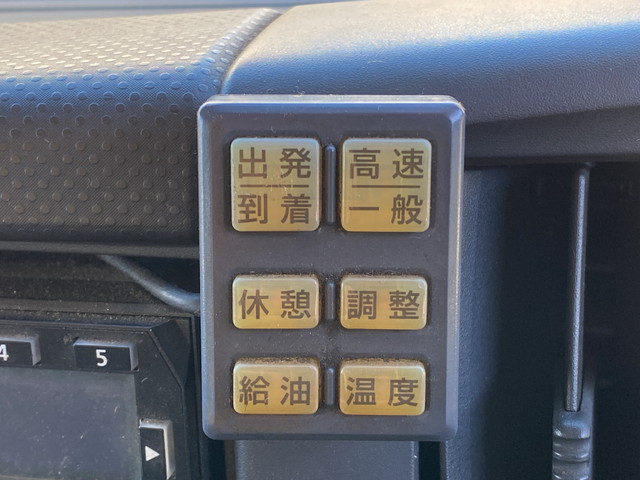 出発 高速
到着 一般
休憩 調整
給油 温度
4 5